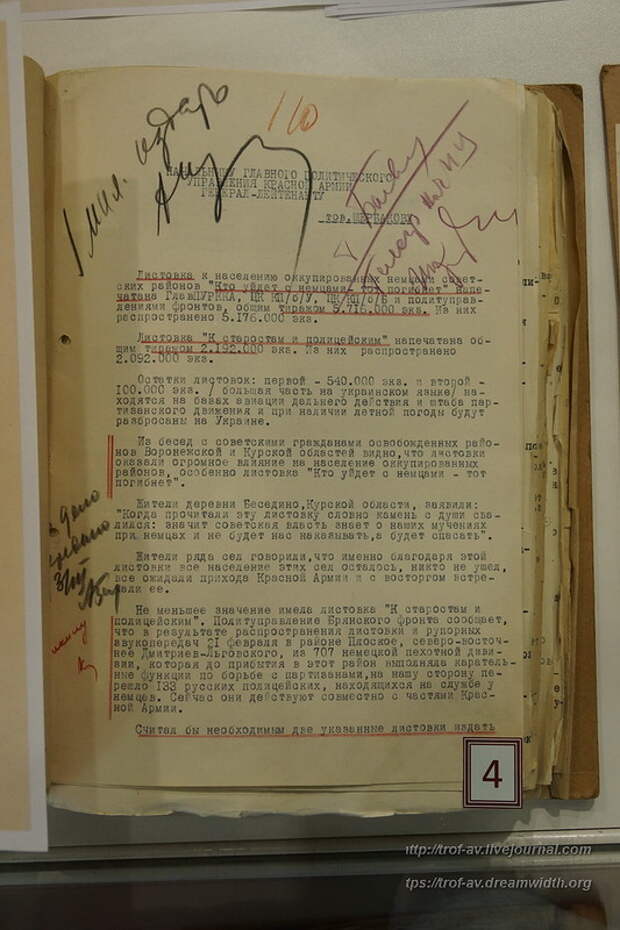 1 мил. издать
110
НАЧАЛЬНИКУ ГЛАВНОГО ПОЛИТИЧЕСКОГО
УПРАВЛЕНИЯ КРАСНОЙ АРМИИ
ГЕНЕРАЛ-ЛЕЙТЕНАНТУ
тов. ЩЕРБАКОВУ
Листовка к населению оккупированных немцами совет-
ских районов "Кто уйдет с немцами, тот погибнет" напе-
чатана ГлавПУРККА, ЦК КП/б/У, ЦК КП/б/Б и политуправ-
лениями фронтов, общим тиражом 5.716.000 экз. Из них
распространено 5.176.000 экз.
Листовка "К старостам и полицейским" напечатана об-
щим тиражом 2.192.000 экз. Из них распространено
2.092.000 экз.
Остатки листовок: первой - 540.000 экз. и второй -
100.000 экз. / большая часть на украинском языке/ на-
ходятся на базах авиации дальнего действия и штаба пар-
тизанского движения и при наличии летной погоды будут
разбросаны на Украине.
Из бесед с советскими гражданами освобожденных райо-
нов Воронежской и Курской областей видно, что листовки
оказали огромное влияние на население оккупированных
районов, особенно листовка "Кто уйдет с немцами - тот
погибнет".
Жители деревни Беседино, Курской области, заявили:
"Когда прочитали эту листовку словно камень с души сва-
лился: значит советская власть знает о наших мучениях
при немцах и не будет нас наказывать, а будет спасать".
Жители ряда сел говорили, что именно благодаря этой
листовки все население этих сел осталось, никто не ушел,
все ожидали прихода Красной Армии и с восторгом встре-
чали ее.
Не меньшее значение имела листовка "К старостам и
полицейским". Политуправление Брянского фронта сообщает,
что в результате распространения листовки и рупорных
звукопередач 21 февраля в районе Плоское, северо-восточ-
нее Дмитриев-Льговского, из 707 немецкой пехотной диви-
зии, которая до прибытия в этот район выполняла каратель-
ные функции по борьбе с партизанами, на нашу сторону пе-
решло 133 русских полицейских, находящихся на службе у
немцев. Сейчас они действуют совместно с частями Крас-
ной Армии.
Считал бы необходимым две указанные листовки издать
4
ttp://trof-av.livejournal.com
tps://trof-av.dreamwidth.org